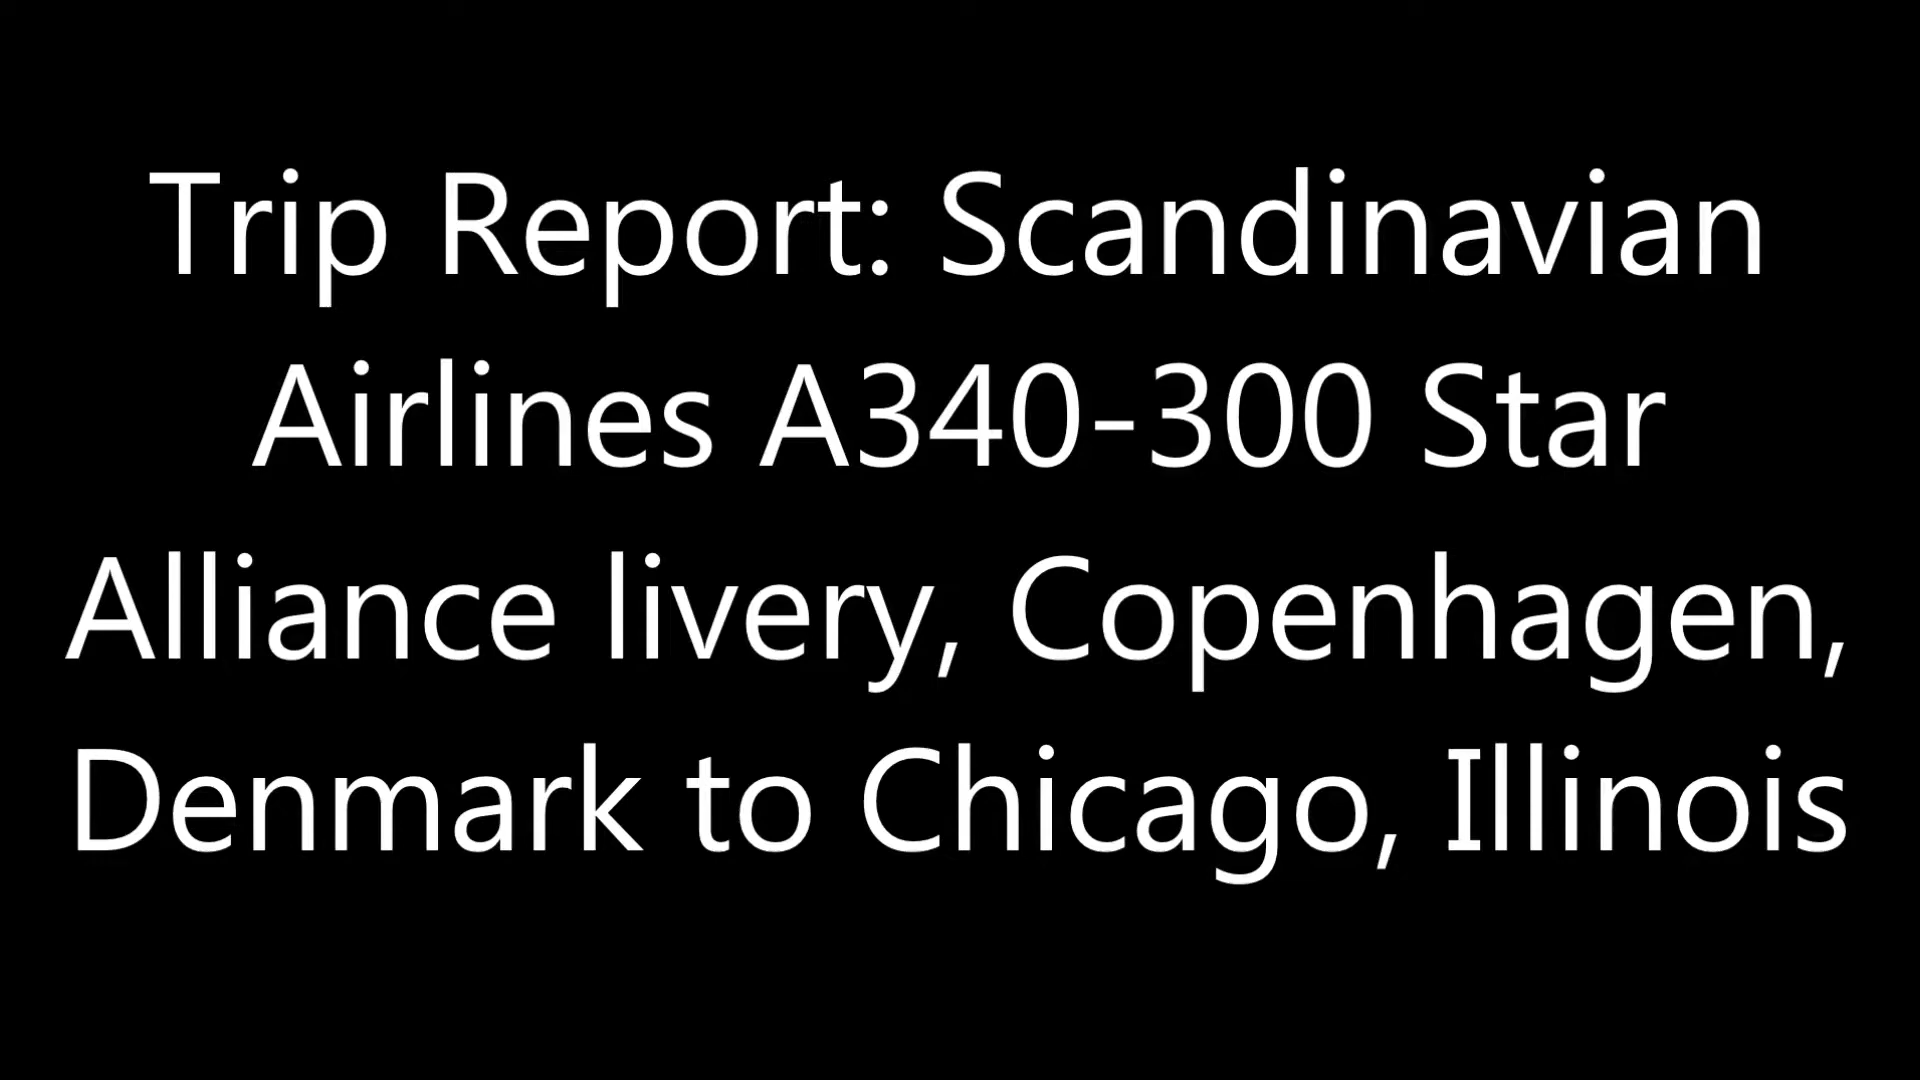 Trip Report: Scandinavian
Airlines A340-300 Star
Alliance livery, Copenhagen,
Denmark to Chicago, Illinois